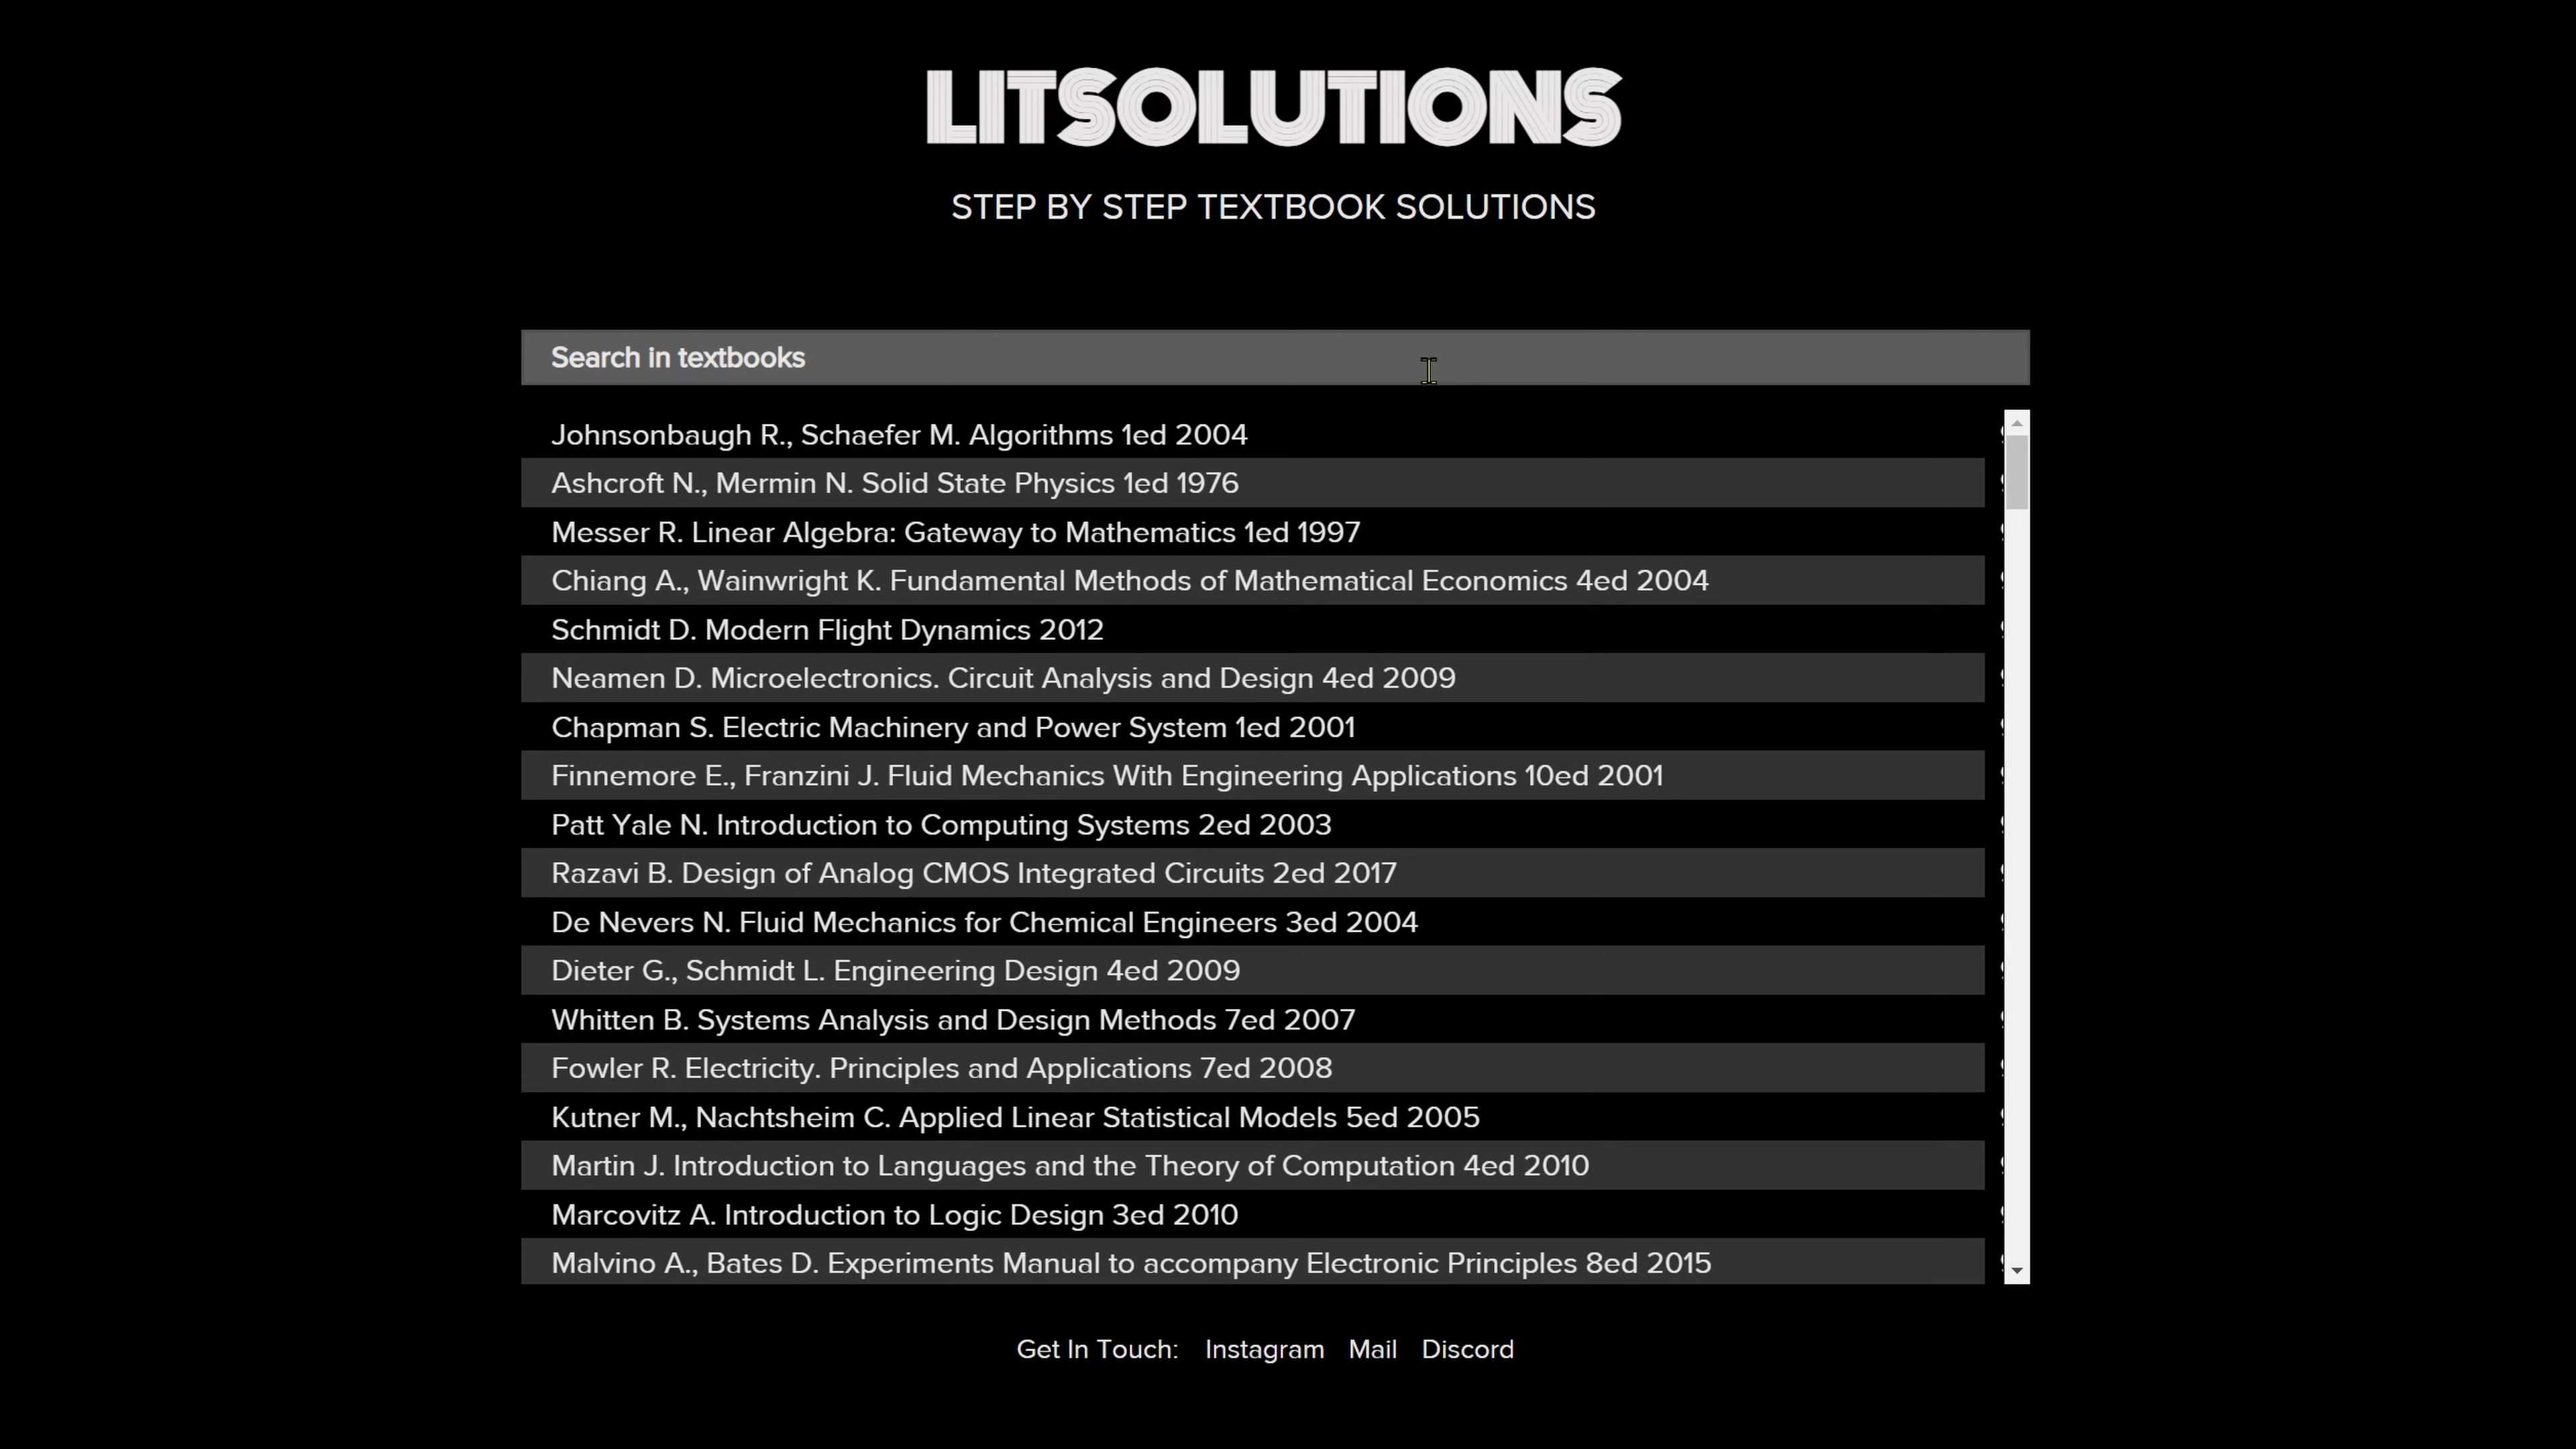 LITSOLUTIONS
STEP BY STEP TEXTBOOK SOLUTIONS
Search in textbooks
Johnsonbaugh R., Schaefer M. Algorithms 1ed 2004
Ashcroft N., Mermin N. Solid State Physics 1ed 1976
Messer R. Linear Algebra: Gateway to Mathematics 1ed 1997
Chiang A., Wainwright K. Fundamental Methods of Mathematical Economics 4ed 2004
Schmidt D. Modern Flight Dynamics 2012
Neamen D. Microelectronics. Circuit Analysis and Design 4ed 2009
Chapman S. Electric Machinery and Power System 1ed 2001
Finnemore E., Franzini J. Fluid Mechanics With Engineering Applications 10ed 2001
Patt Yale N. Introduction to Computing Systems 2ed 2003
Razavi B. Design of Analog CMOS Integrated Circuits 2ed 2017
De Nevers N. Fluid Mechanics for Chemical Engineers 3ed 2004
Dieter G., Schmidt L. Engineering Design 4ed 2009
Whitten B. Systems Analysis and Design Methods 7ed 2007
Fowler R. Electricity. Principles and Applications 7ed 2008
Kutner M., Nachtsheim C. Applied Linear Statistical Models 5ed 2005
Martin J. Introduction to Languages and the Theory of Computation 4ed 2010
Marcovitz A. Introduction to Logic Design 3ed 2010
Malvino A., Bates D. Experiments Manual to accompany Electronic Principles 8ed 2015
Get In Touch: Instagram Mail Discord